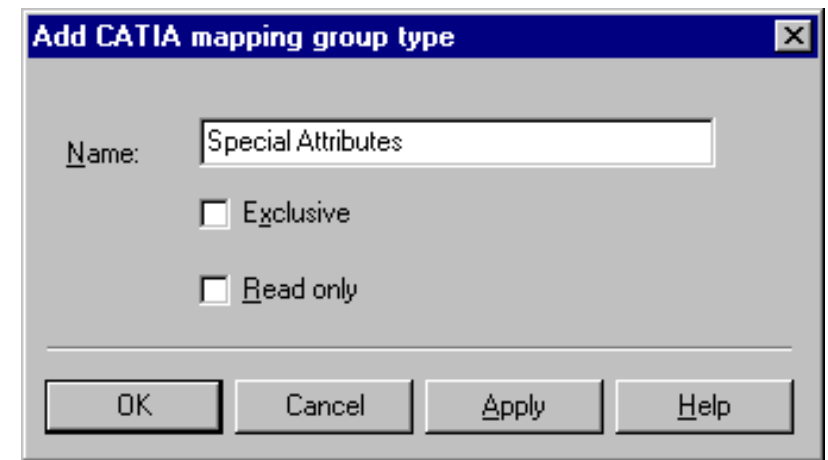 Add CATIA mapping group type
Name: Special Attributes
Exclusive
Read only
OK Cancel Apply Help